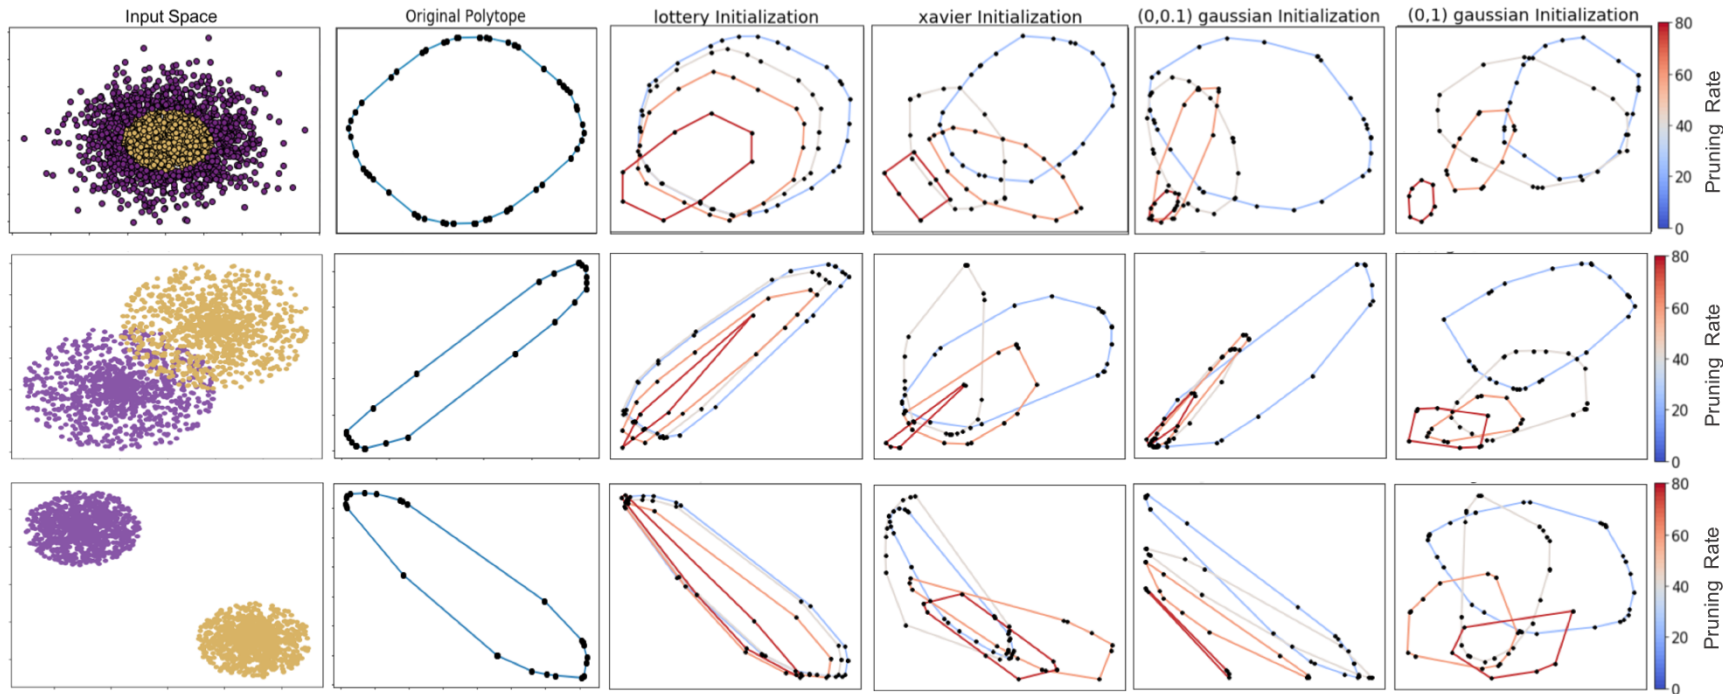 Input Space
Original Polytope
lottery Initialization
xavier Initialization
(0,0.1) gaussian Initialization
(0,1) gaussian Initialization
80
60
40
20
0
Pruning Rate
80
60
40
20
0
Pruning Rate
80
60
40
20
0
Pruning Rate